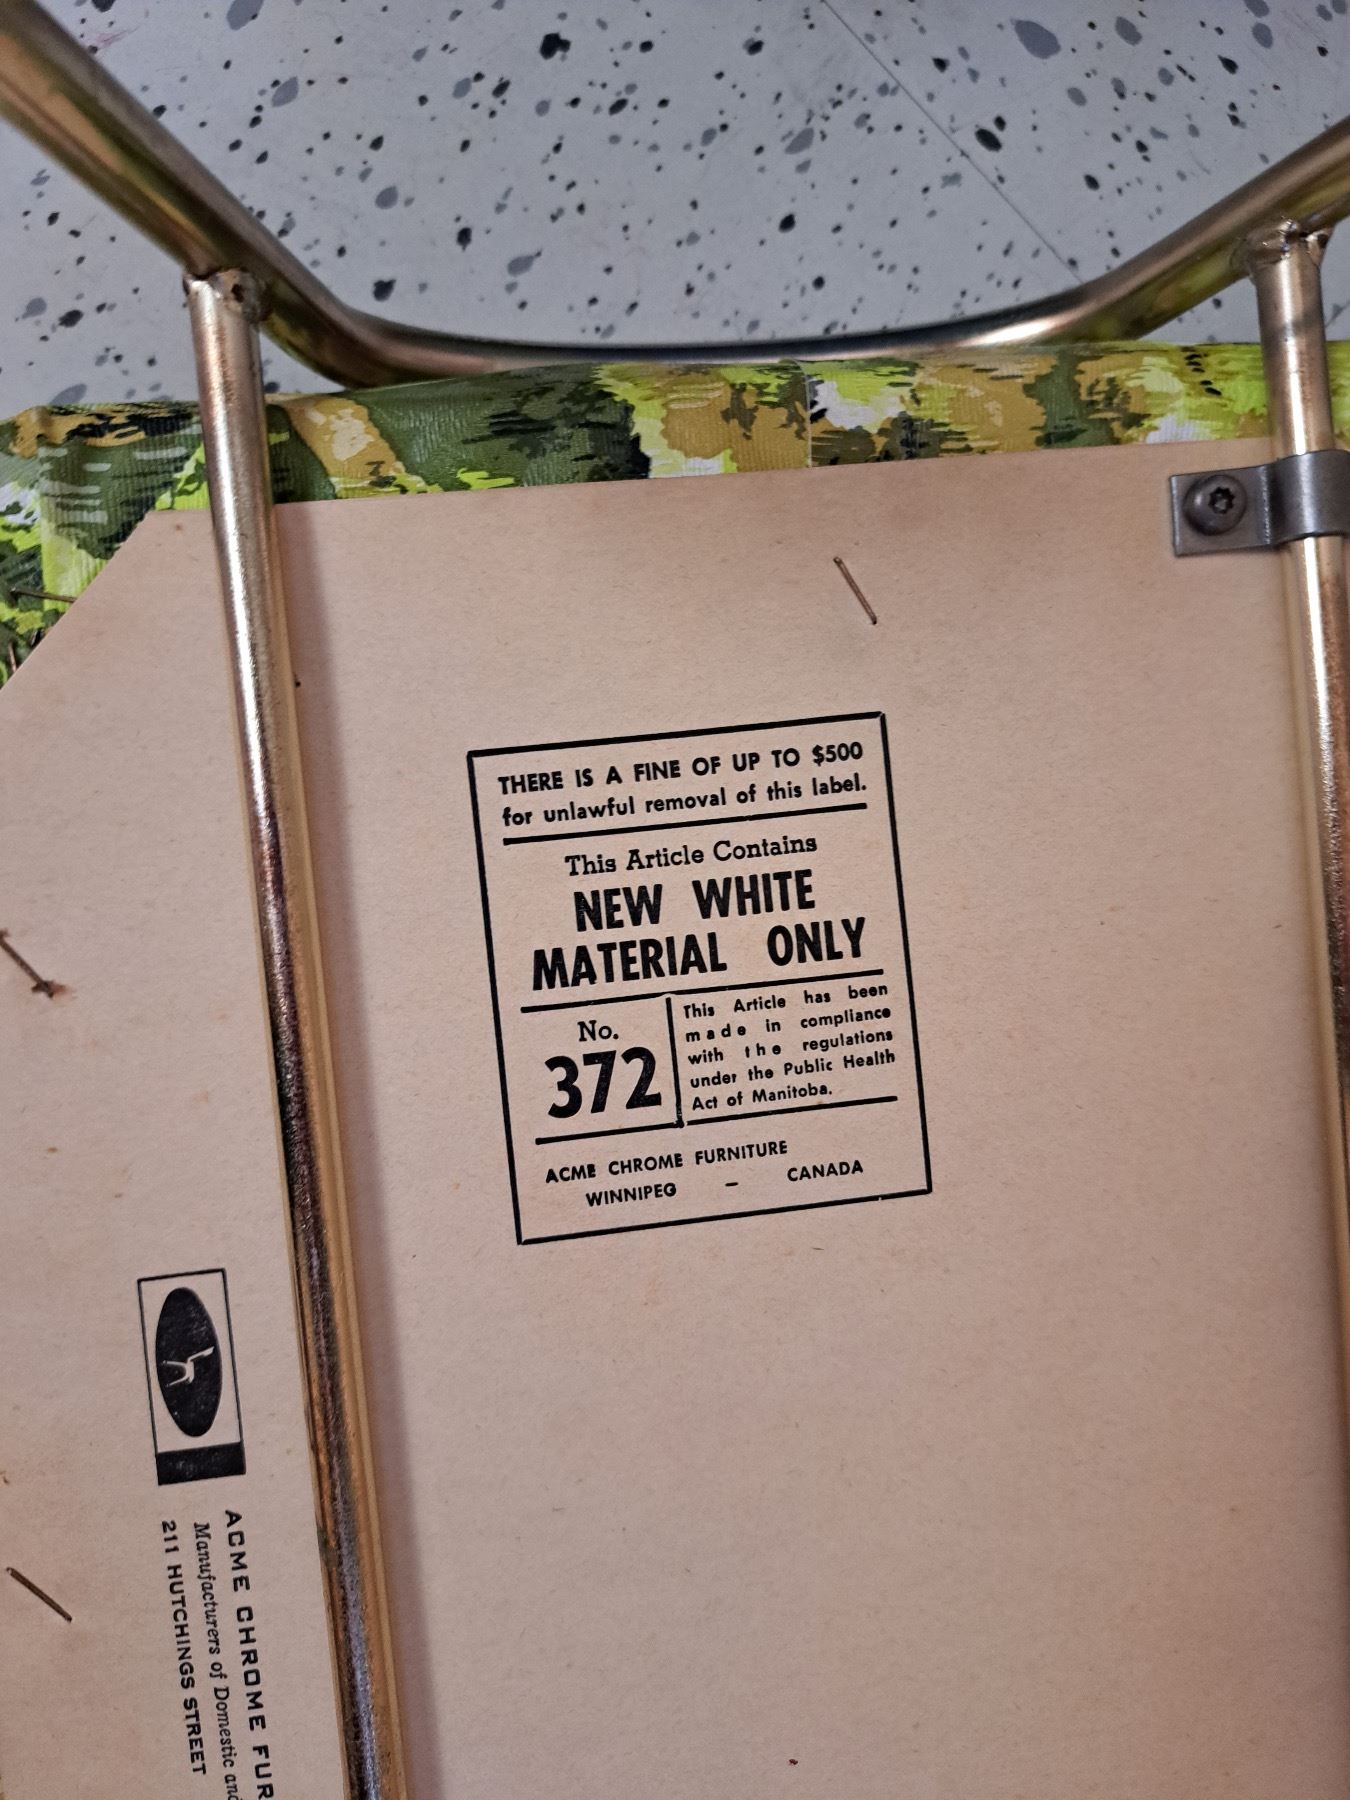 THERE IS A FINE OF UP TO $500
for unlawful removal of this label.
This Article Contains
NEW WHITE
MATERIAL ONLY
No.
372
This Article has been
made in compliance
with the regulations
under the Public Health
Act of Manitoba.
ACME CHROME FURNITURE
WINNIPEG – CANADA
ACME CHROME FUR
Manufacturers of Domestic and
211 HUTCHINGS STREET